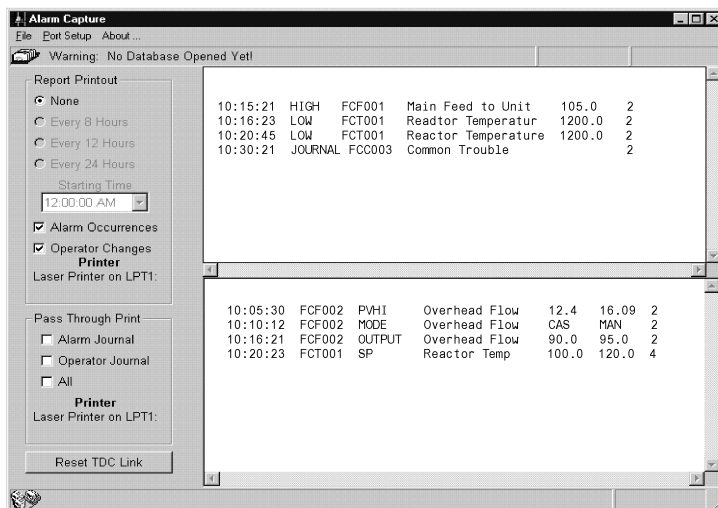 Alarm Capture
File Port Setup About ...
Warning: No Database Opened Yet!
Report Printout
None
Every 8 Hours
Every 12 Hours
Every 24 Hours
Starting Time
12:00:00 AM
Alarm Occurrences
Operator Changes
Printer
Laser Printer on LPT1:
Pass Through Print
Alarm Journal
Operator Journal
All
Printer
Laser Printer on LPT1:
Reset TDC Link
10:15:21 HIGH FCF001 Main Feed to Unit 105.0 2
10:16:23 LOW FCT001 Readtor Temperatur 1200.0 2
10:20:45 LOW FCT001 Reactor Temperature 1200.0 2
10:30:21 JOURNAL FCC003 Common Trouble 2
10:05:30 FCF002 PVHI Overhead Flow 12.4 16.09 2
10:10:12 FCF002 MODE Overhead Flow CAS MAN 2
10:16:21 FCF002 OUTPUT Overhead Flow 90.0 95.0 2
10:20:23 FCT001 SP Reactor Temp 100.0 120.0 4